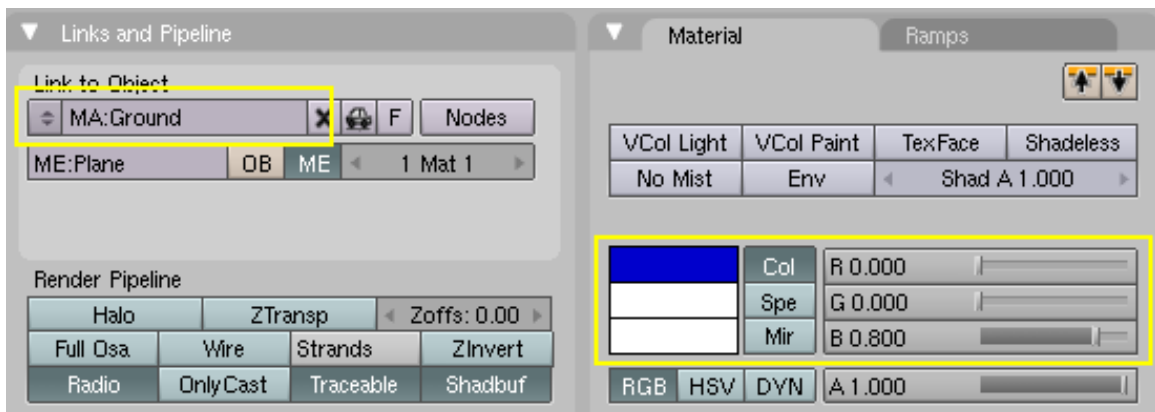 Links and Pipeline
Link to Object
MA:Ground F Nodes
ME:Plane OB ME 1 Mat 1
Render Pipeline
Halo ZTransp Zoffs: 0.00
Full Osa Wire Strands ZInvert
Radio OnlyCast Traceable Shadbuf
Material Ramps
VCol Light VCol Paint TexFace Shadeless
No Mist Env Shad A 1.000
Col R 0.000
Spe G 0.000
Mir B 0.800
RGB HSV DYN A 1.000